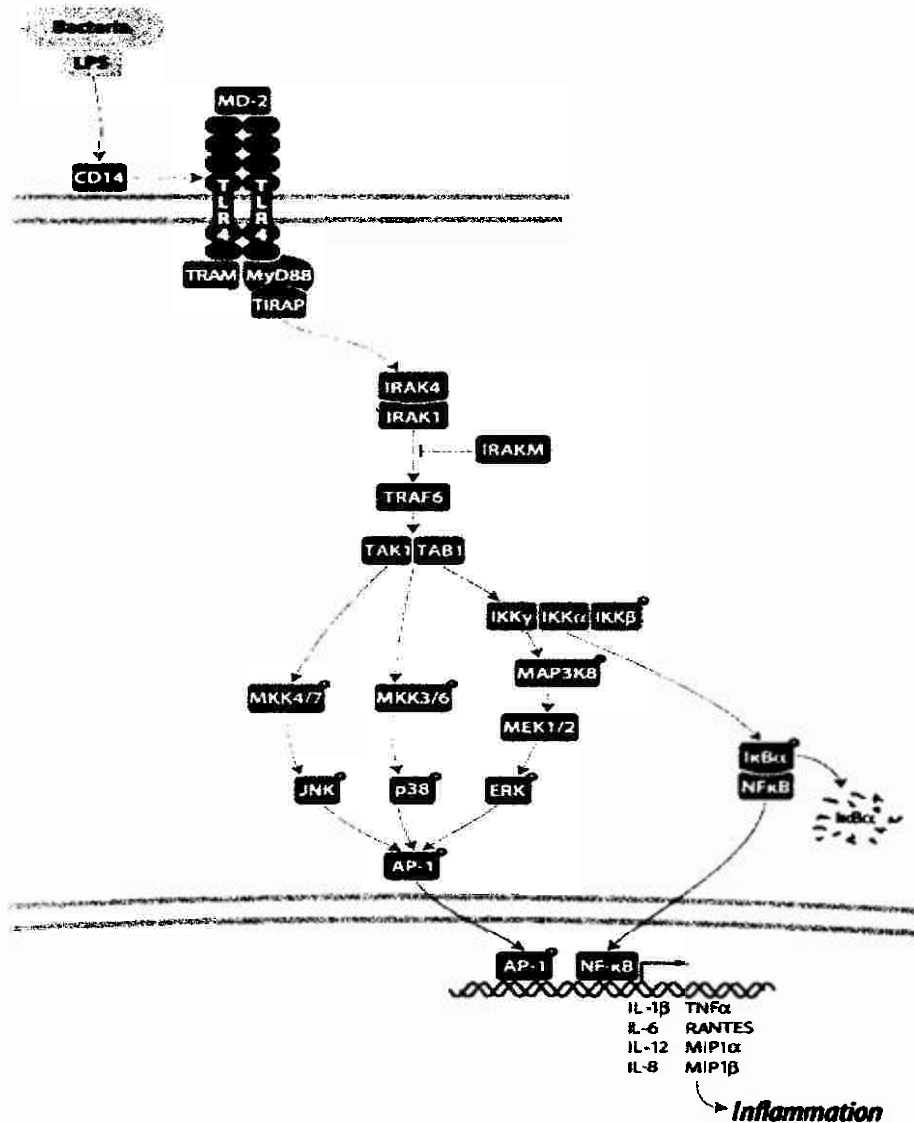 Bacteria
LPS
MD-2
CD14
TLR4 TLR4
TRAM MyD88
TIRAP
IRAK4
IRAK1
IRAKM
TRAF6
TAK1 TAB1
IKKγ IKKα IKKβ
MAP3K8
MKK4/7 MKK3/6
MEK1/2
IκBα
NFκB
JNK p38 ERK
IκBα
AP-1
AP-1 NF-κB
IL-1β TNFα
IL-6 RANTES
IL-12 MIP1α
IL-8 MIP1β
Inflammation